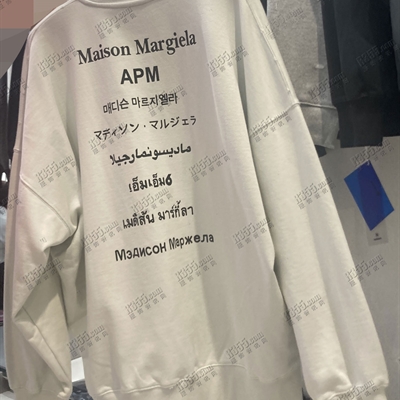 Maison Margiela
APM
매디슨 마르지엘라
マディソン・マルジェラ
ماديسونمارجيلا
เอ็มเอ็ม6
เมดิสัน มาร์กี้ลา
Мэдисон Маржела